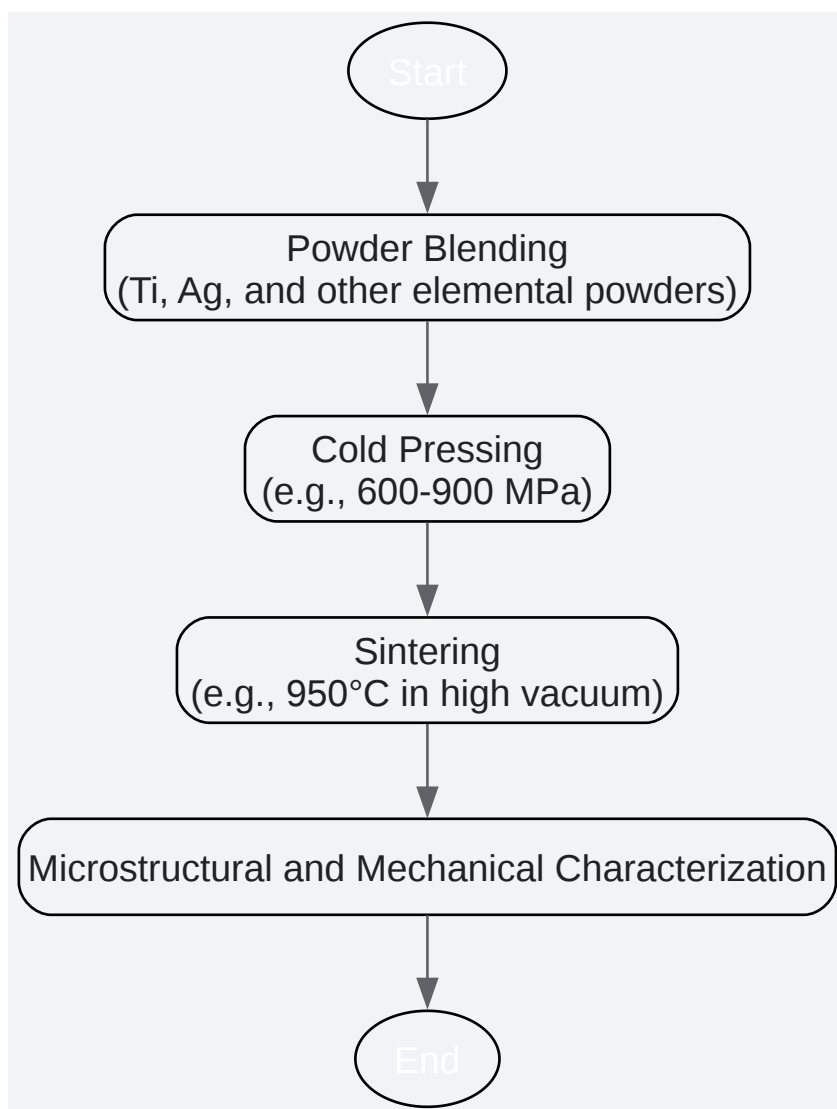 Start
Powder Blending
(Ti, Ag, and other elemental powders)
Cold Pressing
(e.g., 600-900 MPa)
Sintering
(e.g., 950°C in high vacuum)
Microstructural and Mechanical Characterization
End